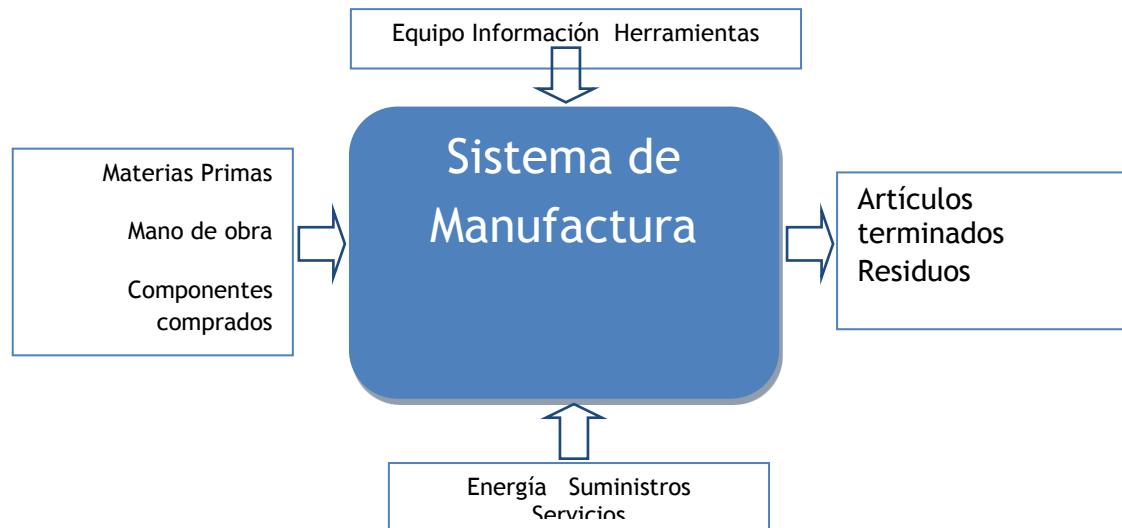 Equipo Información Herramientas
Sistema de
Manufactura
Materias Primas
Mano de obra
Componentes
comprados
Artículos
terminados
Residuos
Energía Suministros
Servicios